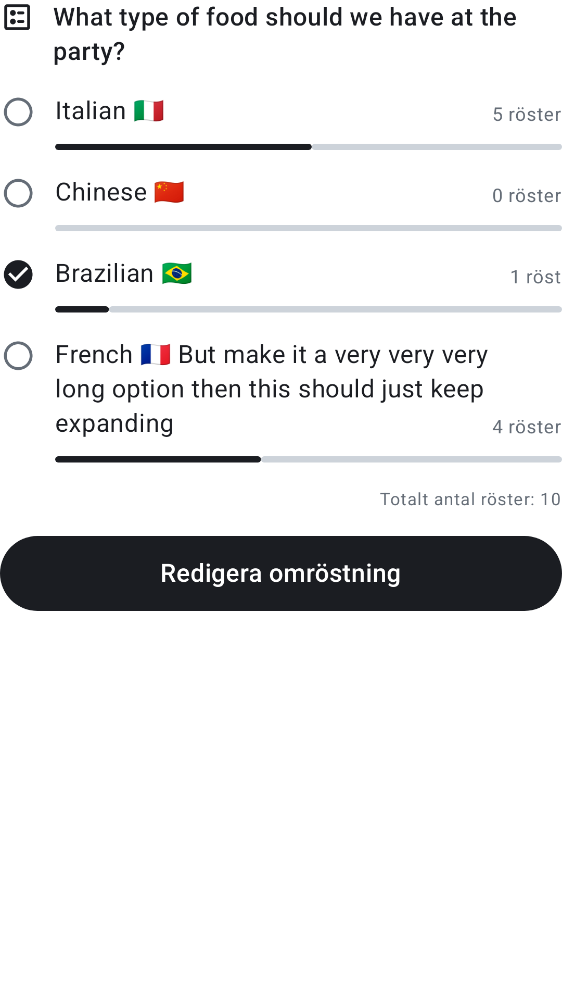 What type of food should we have at the
party?
Italian 🇮🇹
5 röster
Chinese 🇨🇳
0 röster
Brazilian 🇧🇷
1 röst
French 🇫🇷 But make it a very very very
long option then this should just keep
expanding
4 röster
Totalt antal röster: 10
Redigera omröstning